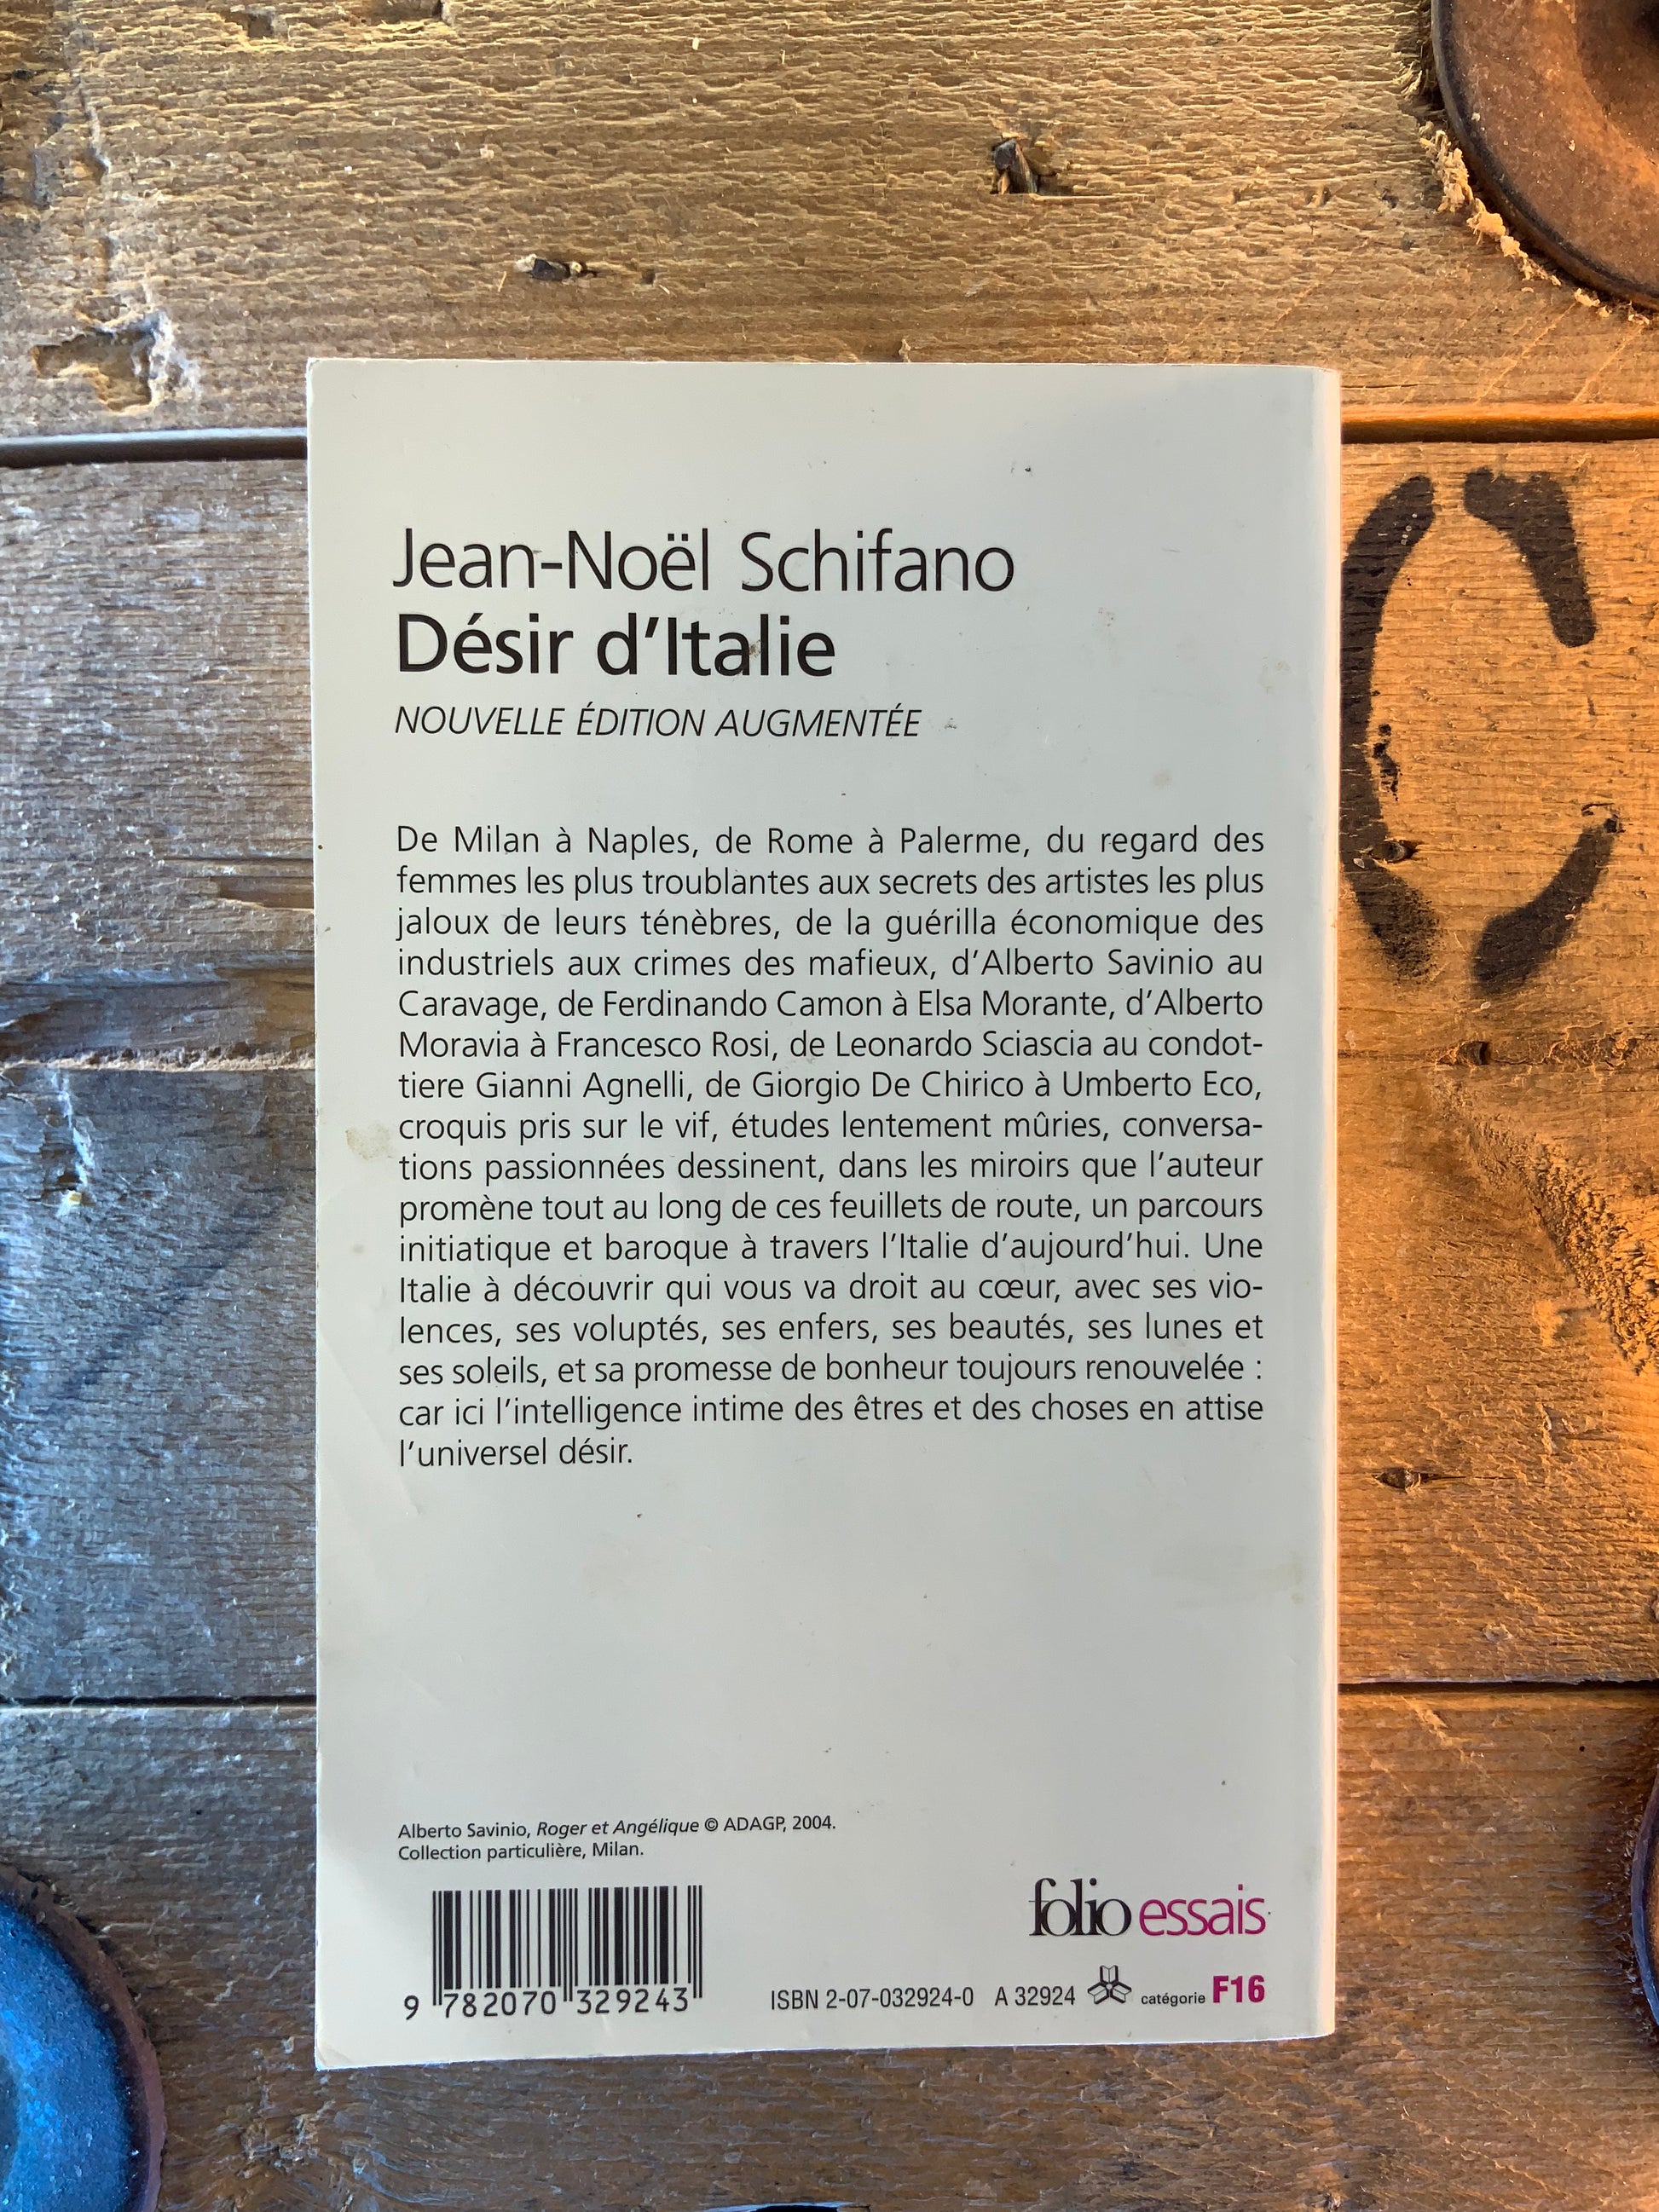 Jean-Noël Schifano
Désir d'Italie
NOUVELLE ÉDITION AUGMENTÉE
De Milan à Naples, de Rome à Palerme, du regard des
femmes les plus troublantes aux secrets des artistes les plus
jaloux de leurs ténèbres, de la guérilla économique des
industriels aux crimes des mafieux, d'Alberto Savinio au
Caravage, de Ferdinando Camon à Elsa Morante, d'Alberto
Moravia à Francesco Rosi, de Leonardo Sciascia au condot-
tiere Gianni Agnelli, de Giorgio De Chirico à Umberto Eco,
croquis pris sur le vif, études lentement mûries, conversa-
tions passionnées dessinent, dans les miroirs que l'auteur
promène tout au long de ces feuillets de route, un parcours
initiatique et baroque à travers l'Italie d'aujourd'hui. Une
Italie à découvrir qui vous va droit au cœur, avec ses vio-
lences, ses voluptés, ses enfers, ses beautés, ses lunes et
ses soleils, et sa promesse de bonheur toujours renouvelée :
car ici l'intelligence intime des êtres et des choses en attise
l'universel désir.
Alberto Savinio, Roger et Angélique © ADAGP, 2004.
Collection particulière, Milan.
folio essais
9 782070 329243
ISBN 2-07-032924-0 A 32924 catégorie F16